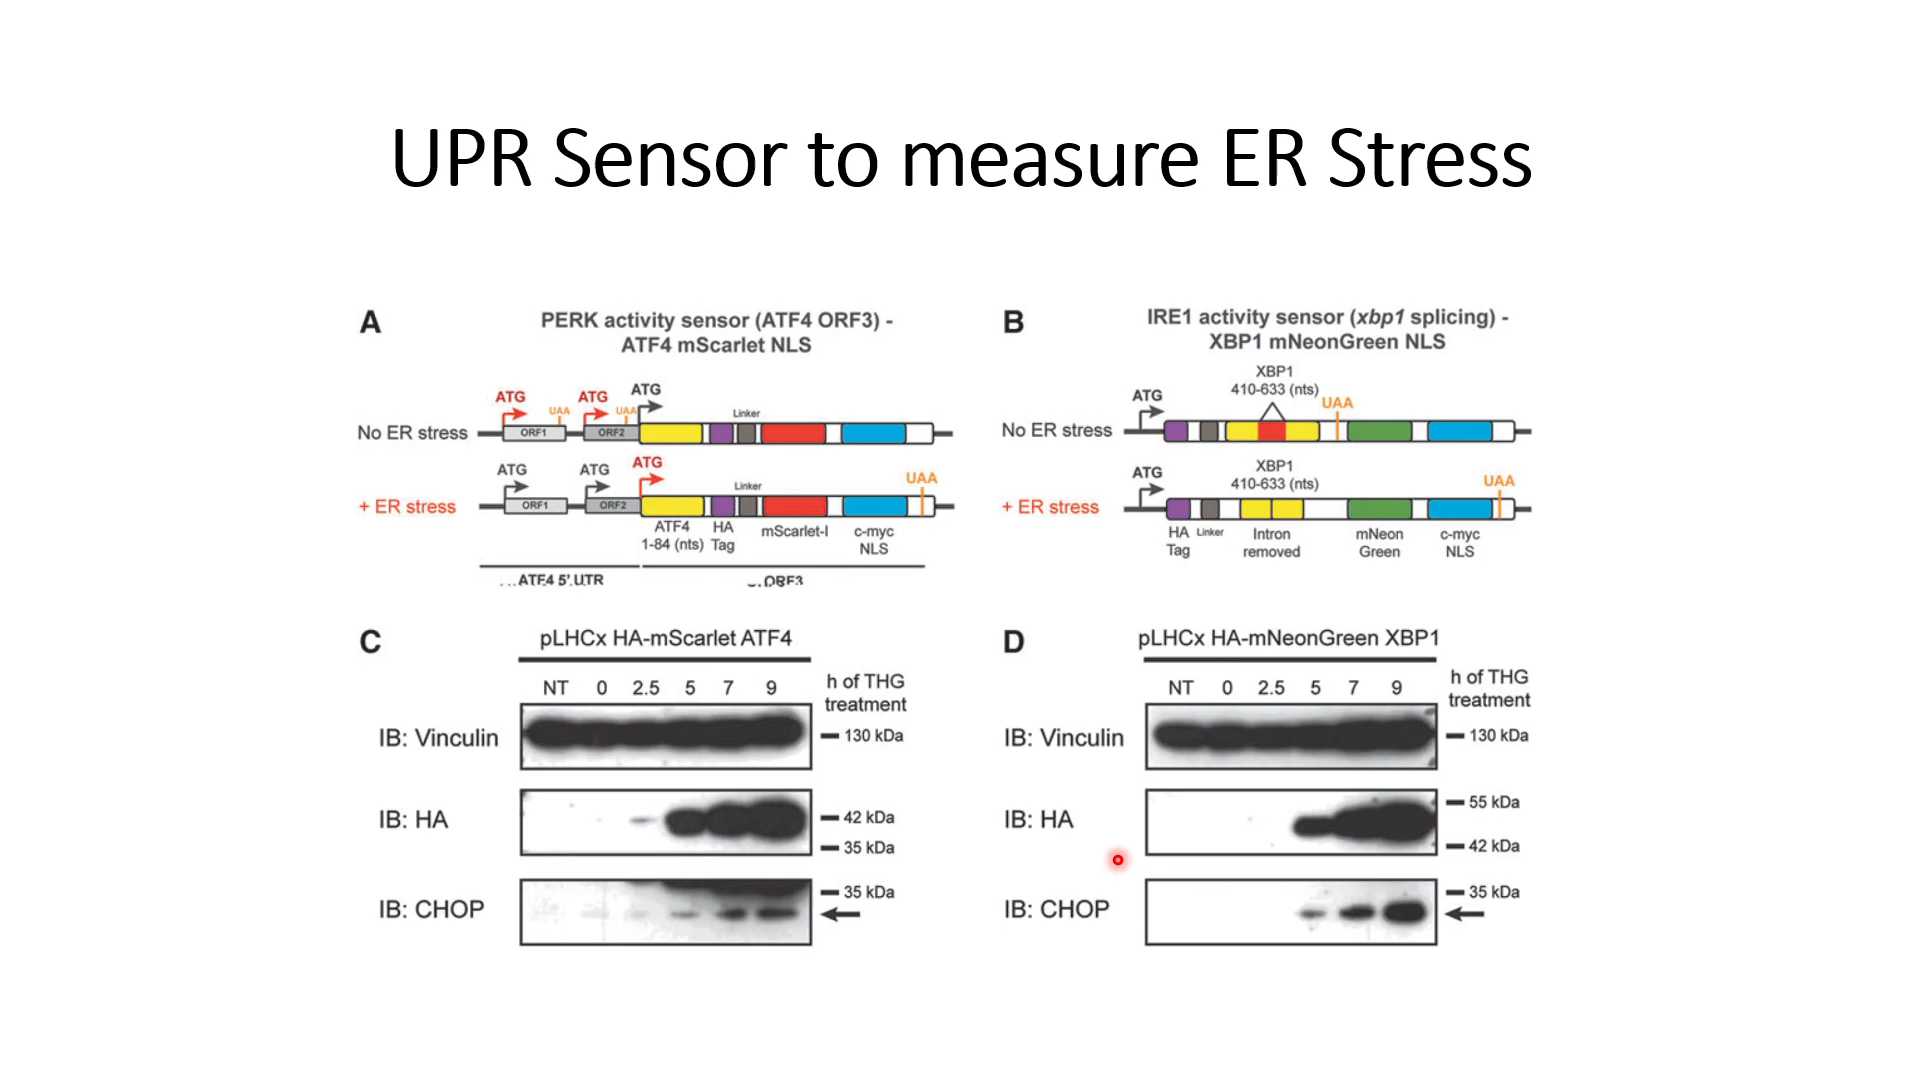 UPR Sensor to measure ER Stress
A
PERK activity sensor (ATF4 ORF3) -
ATF4 mScarlet NLS
ATG
ATG
ATG
UAA
UAA
Linker
No ER stress
ORF1
ORF2
ATG
ATG
ATG
Linker
UAA
+ ER stress
ORF1
ORF2
ATF4
1-84 (nts)
HA
Tag
mScarlet-I
c-myc
NLS
ATF4 5' UTR
ORF3
B
IRE1 activity sensor (xbp1 splicing) -
XBP1 mNeonGreen NLS
XBP1
410-633 (nts)
ATG
UAA
No ER stress
XBP1
410-633 (nts)
ATG
UAA
+ ER stress
HA
Tag
Linker
Intron
removed
mNeon
Green
c-myc
NLS
C
pLHCx HA-mScarlet ATF4
NT 0 2.5 5 7 9
h of THG
treatment
IB: Vinculin
130 kDa
IB: HA
42 kDa
35 kDa
IB: CHOP
35 kDa
D
pLHCx HA-mNeonGreen XBP1
NT 0 2.5 5 7 9
h of THG
treatment
IB: Vinculin
130 kDa
IB: HA
55 kDa
42 kDa
IB: CHOP
35 kDa